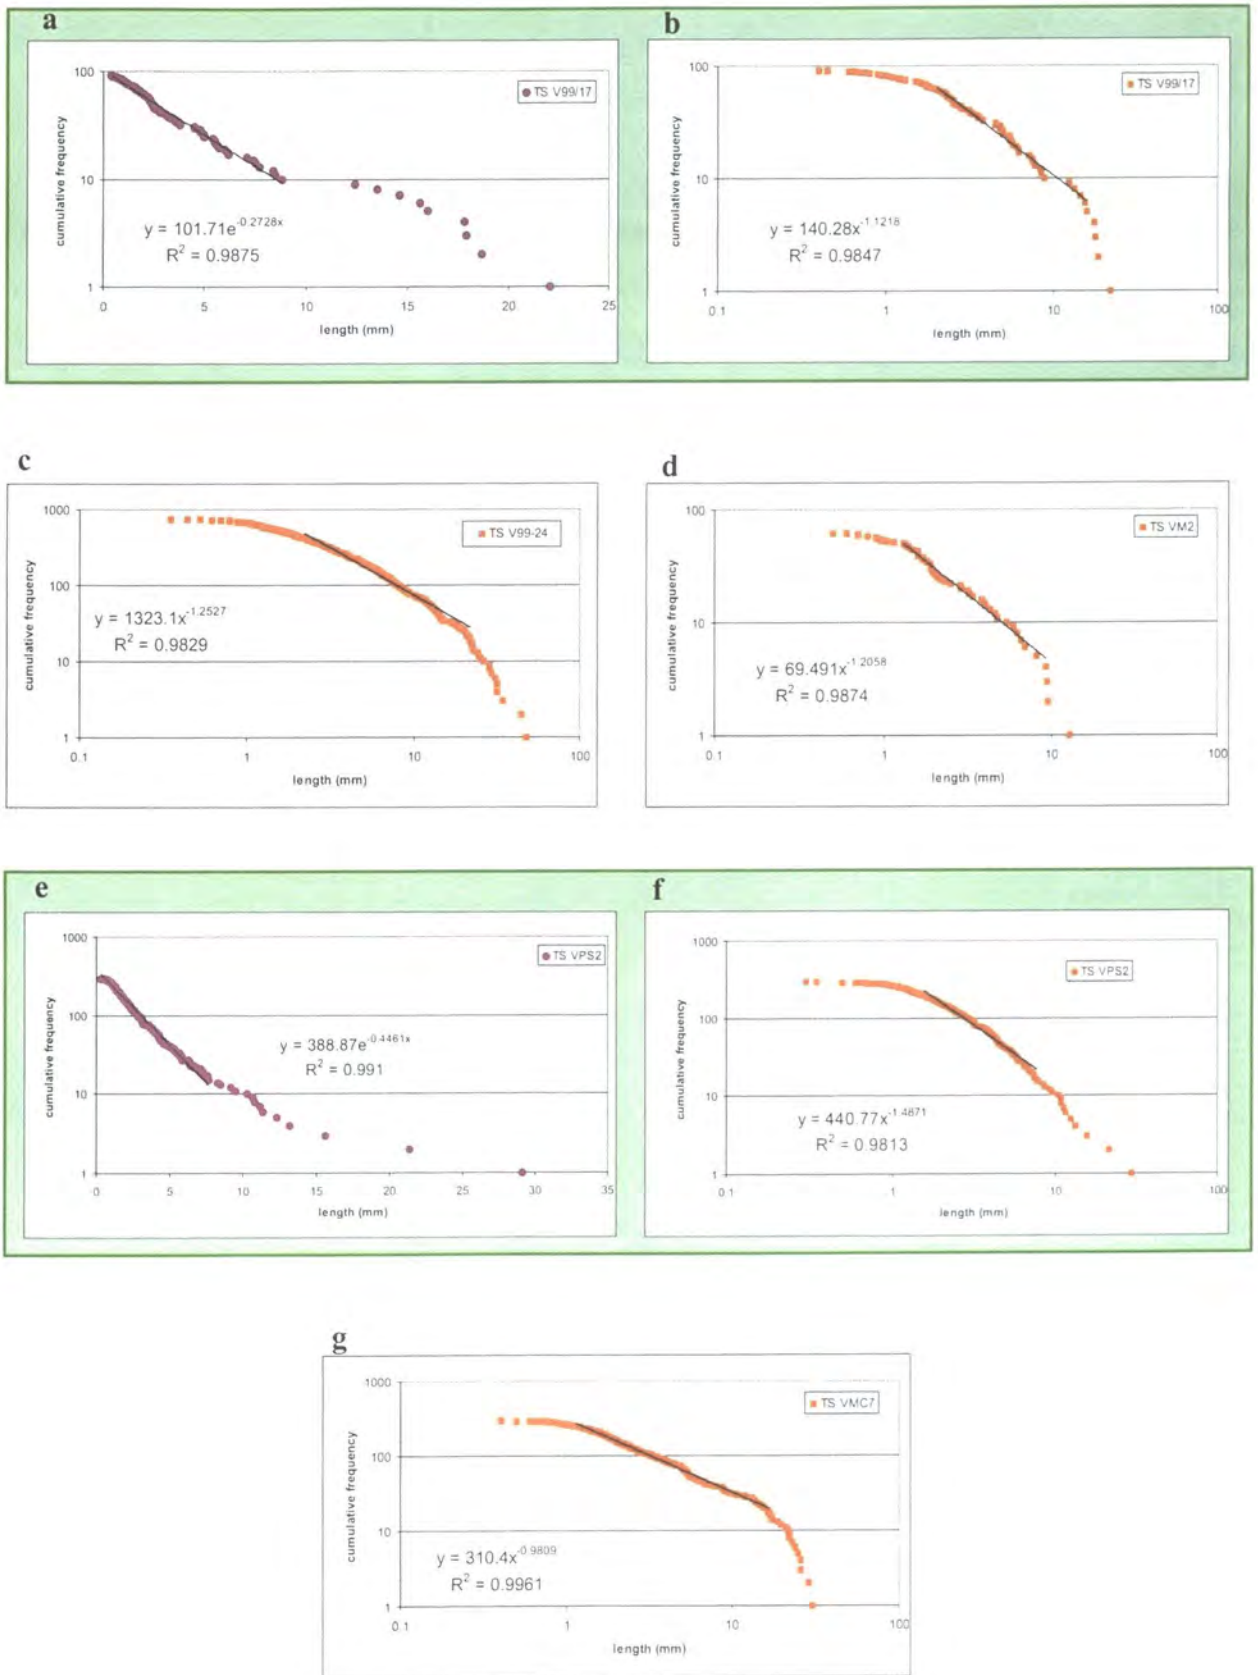 a
b
100
10
1
cumulative frequency
TS V99/17
y = 101.71e^-0.2728x
R² = 0.9875
0 5 10 15 20 25
length (mm)
100
10
1
cumulative frequency
TS V99/17
y = 140.28x^-1.1218
R² = 0.9847
0.1 1 10 100
length (mm)
c
d
1000
100
10
1
cumulative frequency
TS V99-24
y = 1323.1x^-1.2527
R² = 0.9829
0.1 1 10 100
length (mm)
100
10
1
cumulative frequency
TS VM2
y = 69.491x^-1.2058
R² = 0.9874
0.1 1 10 100
length (mm)
e
f
1000
100
10
1
cumulative frequency
TS VPS2
y = 388.87e^-0.4461x
R² = 0.991
0 5 10 15 20 25 30 35
length (mm)
1000
100
10
1
cumulative frequency
TS VPS2
y = 440.77x^-1.4871
R² = 0.9813
0.1 1 10 100
length (mm)
g
1000
100
10
1
cumulative frequency
TS VMC7
y = 310.4x^-0.9809
R² = 0.9961
0.1 1 10 100
length (mm)